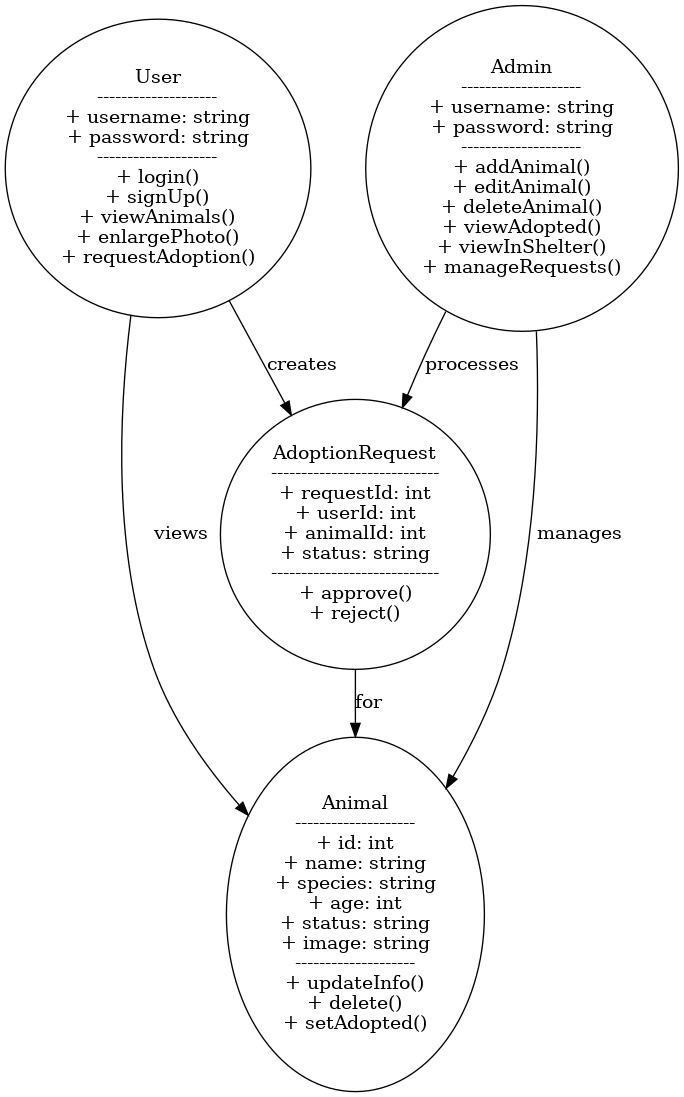 User
--------------------
+ username: string
+ password: string
--------------------
+ login()
+ signUp()
+ viewAnimals()
+ enlargePhoto()
+ requestAdoption()
Admin
--------------------
+ username: string
+ password: string
--------------------
+ addAnimal()
+ editAnimal()
+ deleteAnimal()
+ viewAdopted()
+ viewInShelter()
+ manageRequests()
creates
processes
AdoptionRequest
----------------------------
+ requestId: int
+ userId: int
+ animalId: int
+ status: string
----------------------------
+ approve()
+ reject()
views
manages
for
Animal
--------------------
+ id: int
+ name: string
+ species: string
+ age: int
+ status: string
+ image: string
--------------------
+ updateInfo()
+ delete()
+ setAdopted()